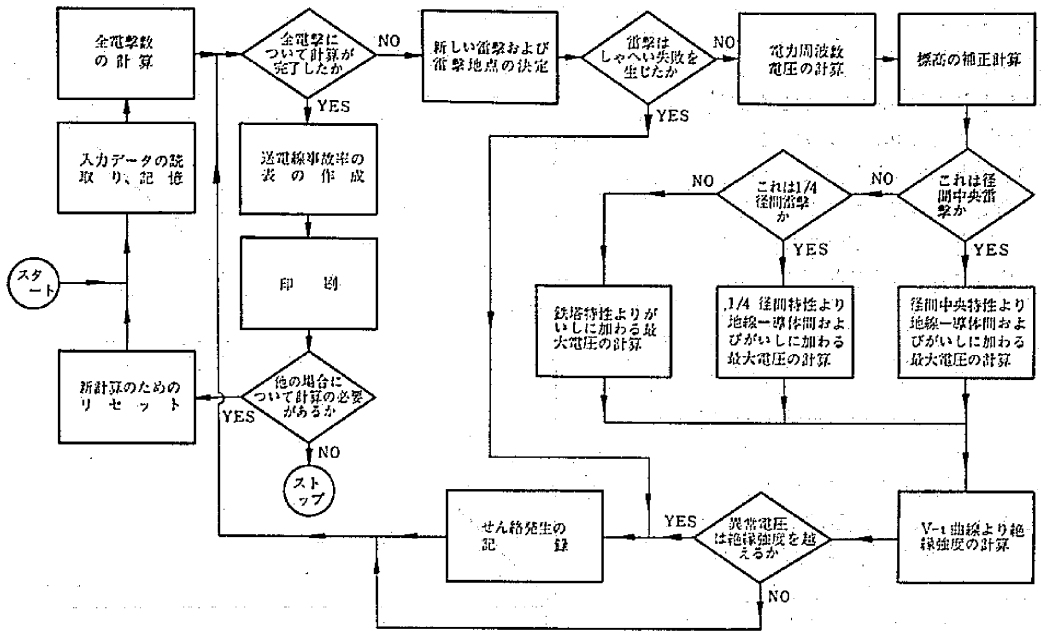 全電撃数
の計算
全電撃に
ついて計算が
完了したか
NO
新しい雷撃および
雷撃地点の決定
雷撃は
しゃへい失敗を
生じたか
NO
電力周波数
電圧の計算
標高の補正計算
YES
YES
入力データの読
取り、記憶
送電線事故率の
表の作成
これは1/4
径間雷撃
か
NO
NO
これは径
間中央雷
撃か
YES
YES
スタ
ート
印刷
鉄塔特性よりが
いしに加わる最
大電圧の計算
1/4 径間特性より
地線ー導体間およ
びがいしに加わる
最大電圧の計算
径間中央特性より
地線ー導体間およ
びがいしに加わる
最大電圧の計算
新計算のための
リセット
YES
他の場合に
ついて計算の必要
があるか
NO
スト
ップ
せん絡発生の
記録
YES
異常電圧
は絶縁強度を越
えるか
NO
V-t 曲線より絶
縁強度の計算